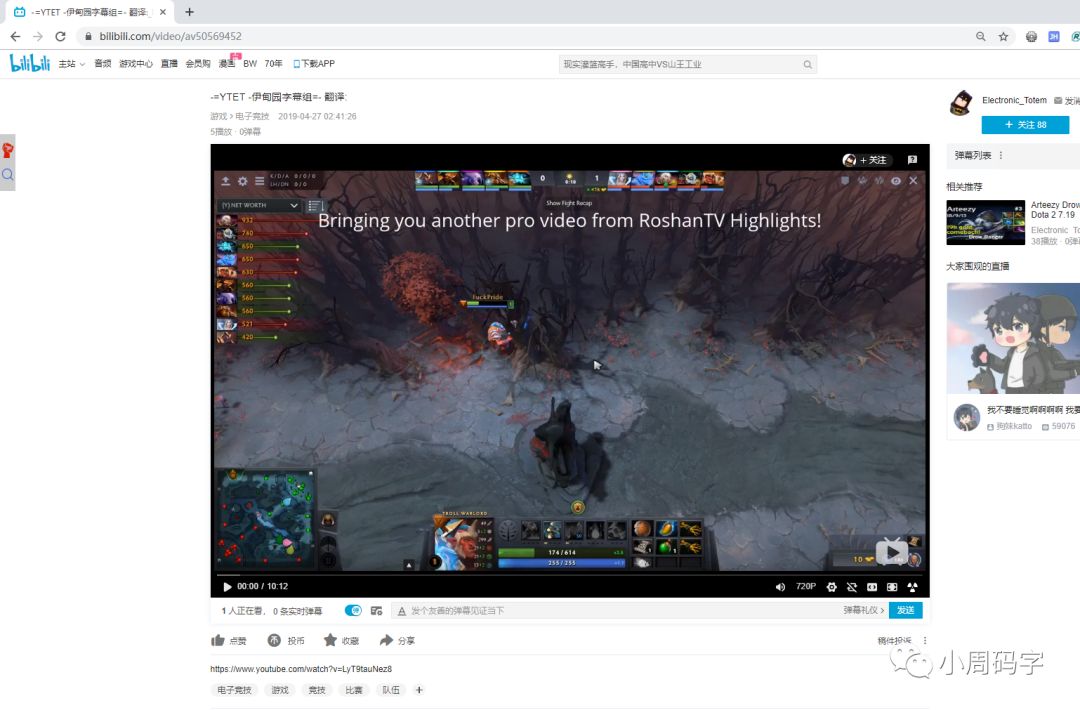 -=YTET -伊甸园字幕组=- 翻译:
bilibili.com/video/av50569452
bilibili 主站 音频 游戏中心 直播 会员购 漫画 BW 70年 下载APP
现实灌篮高手，中国高中VS山王工业
-=YTET -伊甸园字幕组=- 翻译:
游戏 > 电子竞技 2019-04-27 02:41:26
5播放 · 0弹幕
Electronic_Totem 发消
+ 关注 88
弹幕列表
相关推荐
Arteezy
Arteezy Drow
Dota 2 7.19
Electronic_To
38播放 · 0弹
大家围观的直播
我不要睡觉啊啊啊啊 我要
狗妹katto 59076
+ 关注
K/D/A 0/0/0
LH/DN 0/0
0 0:10 1
(Y) NET WORTH
Show Fight Recap
Bringing you another pro video from RoshanTV Highlights!
932
740
650
650
630
560
560
560
521
420
FuckPride
TROLL WARLORD
174/614
255/255
10
00:00 / 10:12 720P
1 人正在看， 0 条实时弹幕
发个友善的弹幕见证当下
弹幕礼仪 >
发送
点赞 投币 收藏 分享
稿件投诉
https://www.youtube.com/watch?v=LyT9tauNez8
小周码字
电子竞技 游戏 竞技 比赛 队伍 +